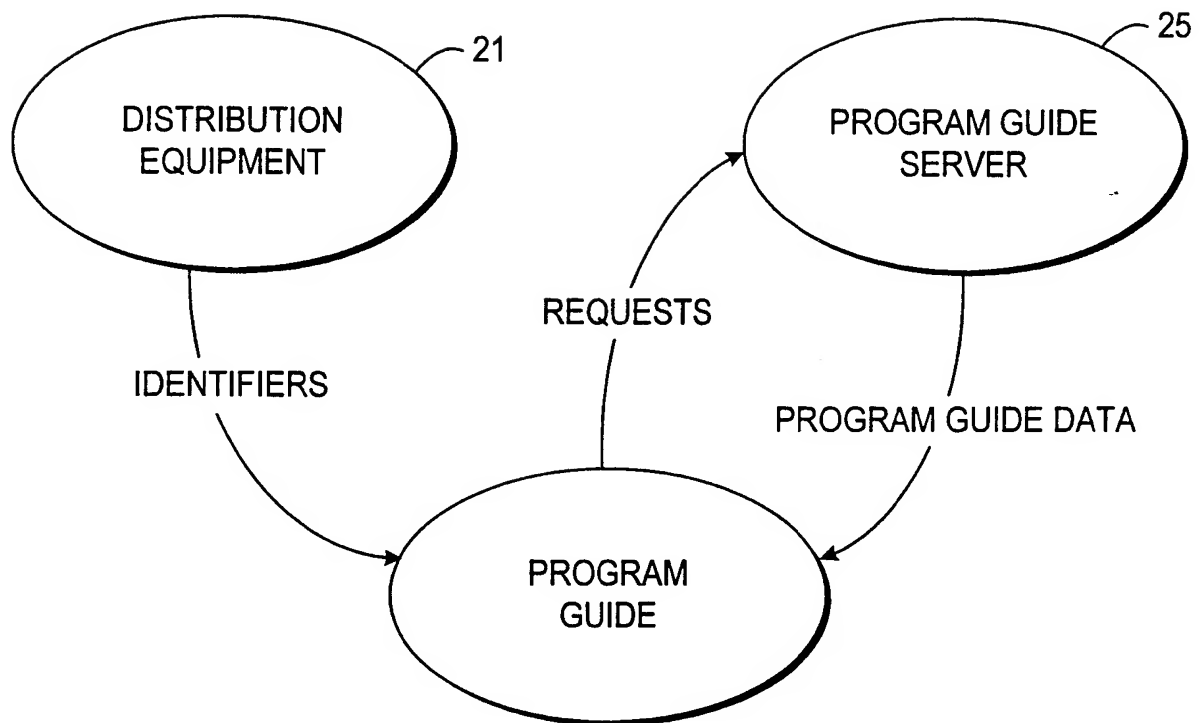 21
25
DISTRIBUTION
EQUIPMENT
PROGRAM GUIDE
SERVER
REQUESTS
IDENTIFIERS
PROGRAM GUIDE DATA
PROGRAM
GUIDE